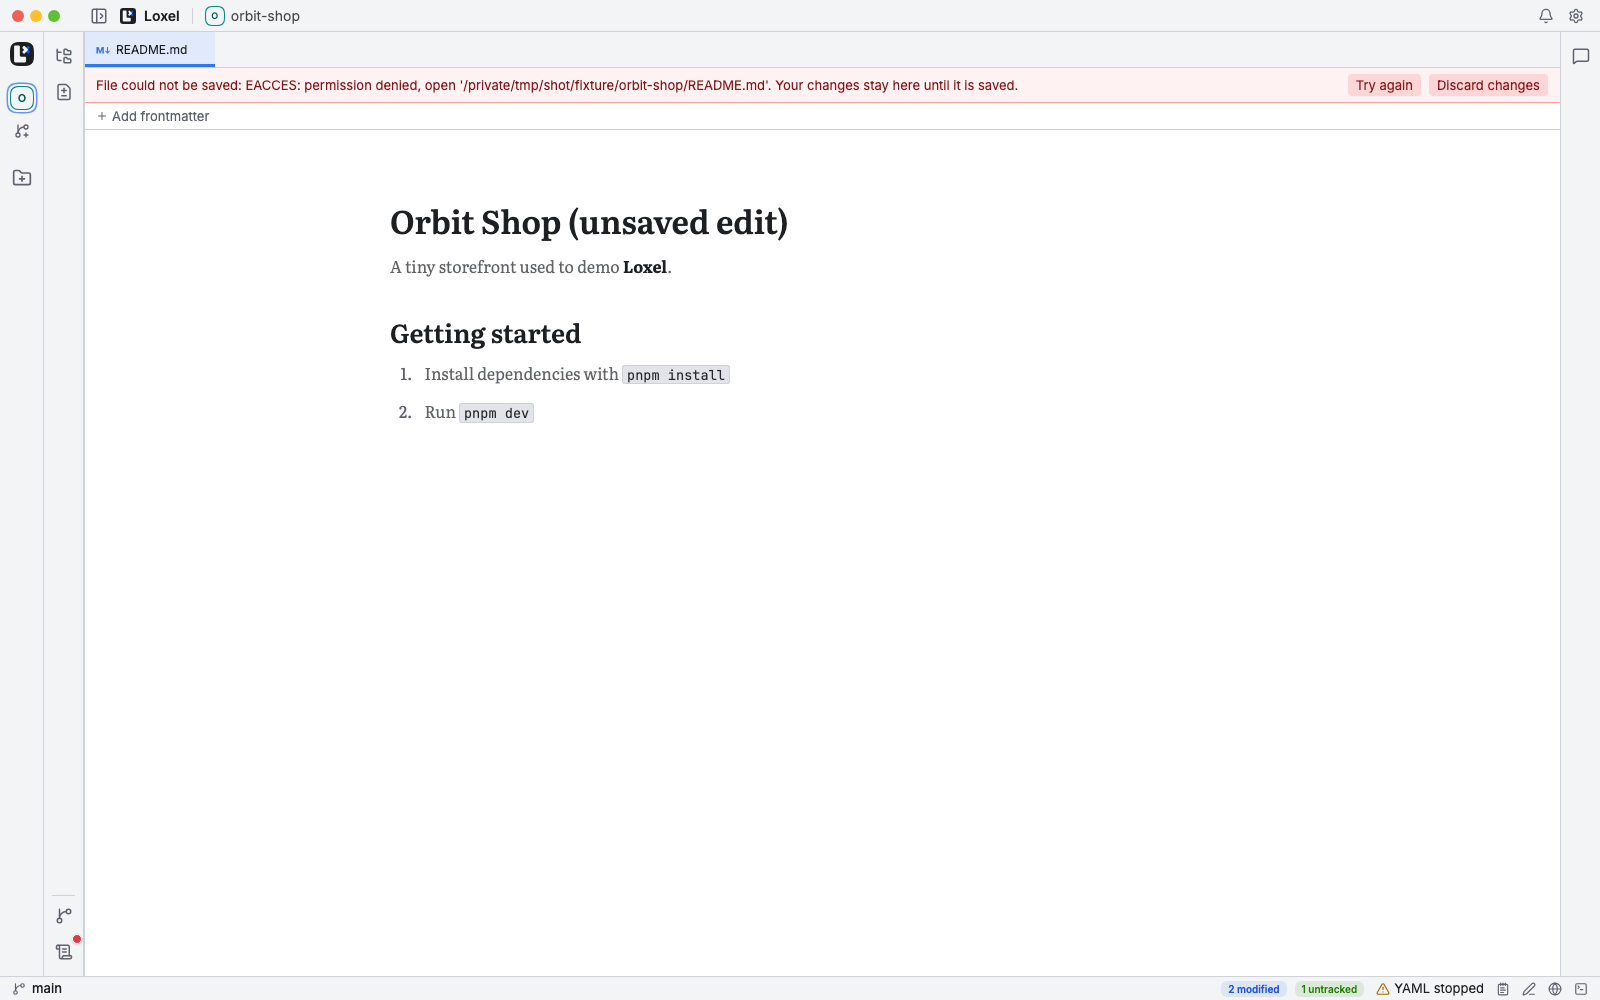 Loxel
O
orbit-shop
O
M↓ README.md
File could not be saved: EACCES: permission denied, open '/private/tmp/shot/fixture/orbit-shop/README.md'. Your changes stay here until it is saved.
Try again
Discard changes
+ Add frontmatter
Orbit Shop (unsaved edit)
A tiny storefront used to demo Loxel.
Getting started
1. Install dependencies with pnpm install
2. Run pnpm dev
main
2 modified
1 untracked
YAML stopped